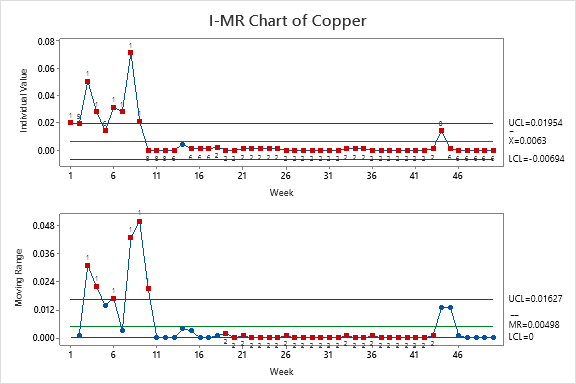 I-MR Chart of Copper
Individual Value
0.08
0.06
0.04
0.02
0.00
UCL=0.01954
_
X=0.0063
LCL=-0.00694
1 6 11 16 21 26 31 36 41 46
Week
Moving Range
0.048
0.036
0.024
0.012
0.000
UCL=0.01627
__
MR=0.00498
LCL=0
1 6 11 16 21 26 31 36 41 46
Week